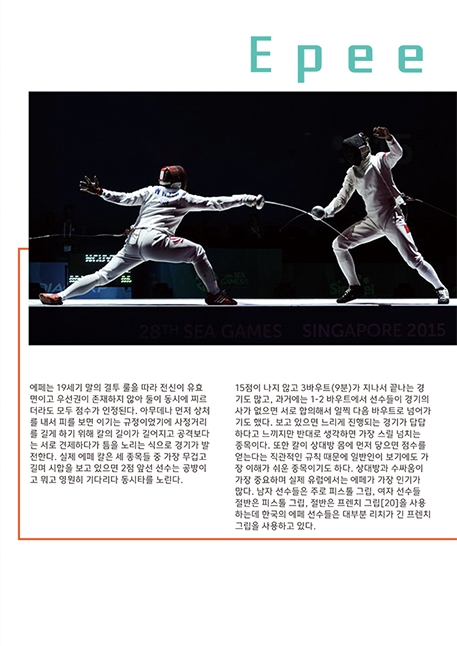 Epee
28TH SEA GAMES SINGAPORE 2015
에페는 19세기 말의 결투 룰을 따라 전신이 유효
면이고 우선권이 존재하지 않아 둘이 동시에 찌르
더라도 모두 점수가 인정된다. 아무데나 먼저 상처
를 내서 피를 보면 이기는 규정이었기에 사정거리
를 길게 하기 위해 칼의 길이가 길어지고 공격보다
는 서로 견제하다가 틈을 노리는 식으로 경기가 발
전한다. 실제 에페 칼은 세 종목들 중 가장 무겁고
길며 시합을 보고 있으면 2점 앞선 선수는 공방이
고 뭐고 영원히 기다리다 동시타를 노린다.
15점이 나지 않고 3바우트(9분)가 지나서 끝나는 경
기도 많고, 과거에는 1-2 바우트에서 선수들이 경기의
사가 없으면 서로 합의해서 일찍 다음 바우트로 넘어가
기도 했다. 보고 있으면 느리게 진행되는 경기가 답답
하다고 느끼지만 반대로 생각하면 가장 스릴 넘치는
종목이다. 또한 칼이 상대방 몸에 먼저 닿으면 점수를
얻는다는 직관적인 규칙 때문에 일반인이 보기에도 가
장 이해가 쉬운 종목이기도 하다. 상대방과 수싸움이
가장 중요하며 실제 유럽에서는 에페가 가장 인기가
많다. 남자 선수들은 주로 피스톨 그립, 여자 선수들
절반은 피스톨 그립, 절반은 프렌치 그립[20]을 사용
하는데 한국의 에페 선수들은 대부분 리치가 긴 프렌치
그립을 사용하고 있다.